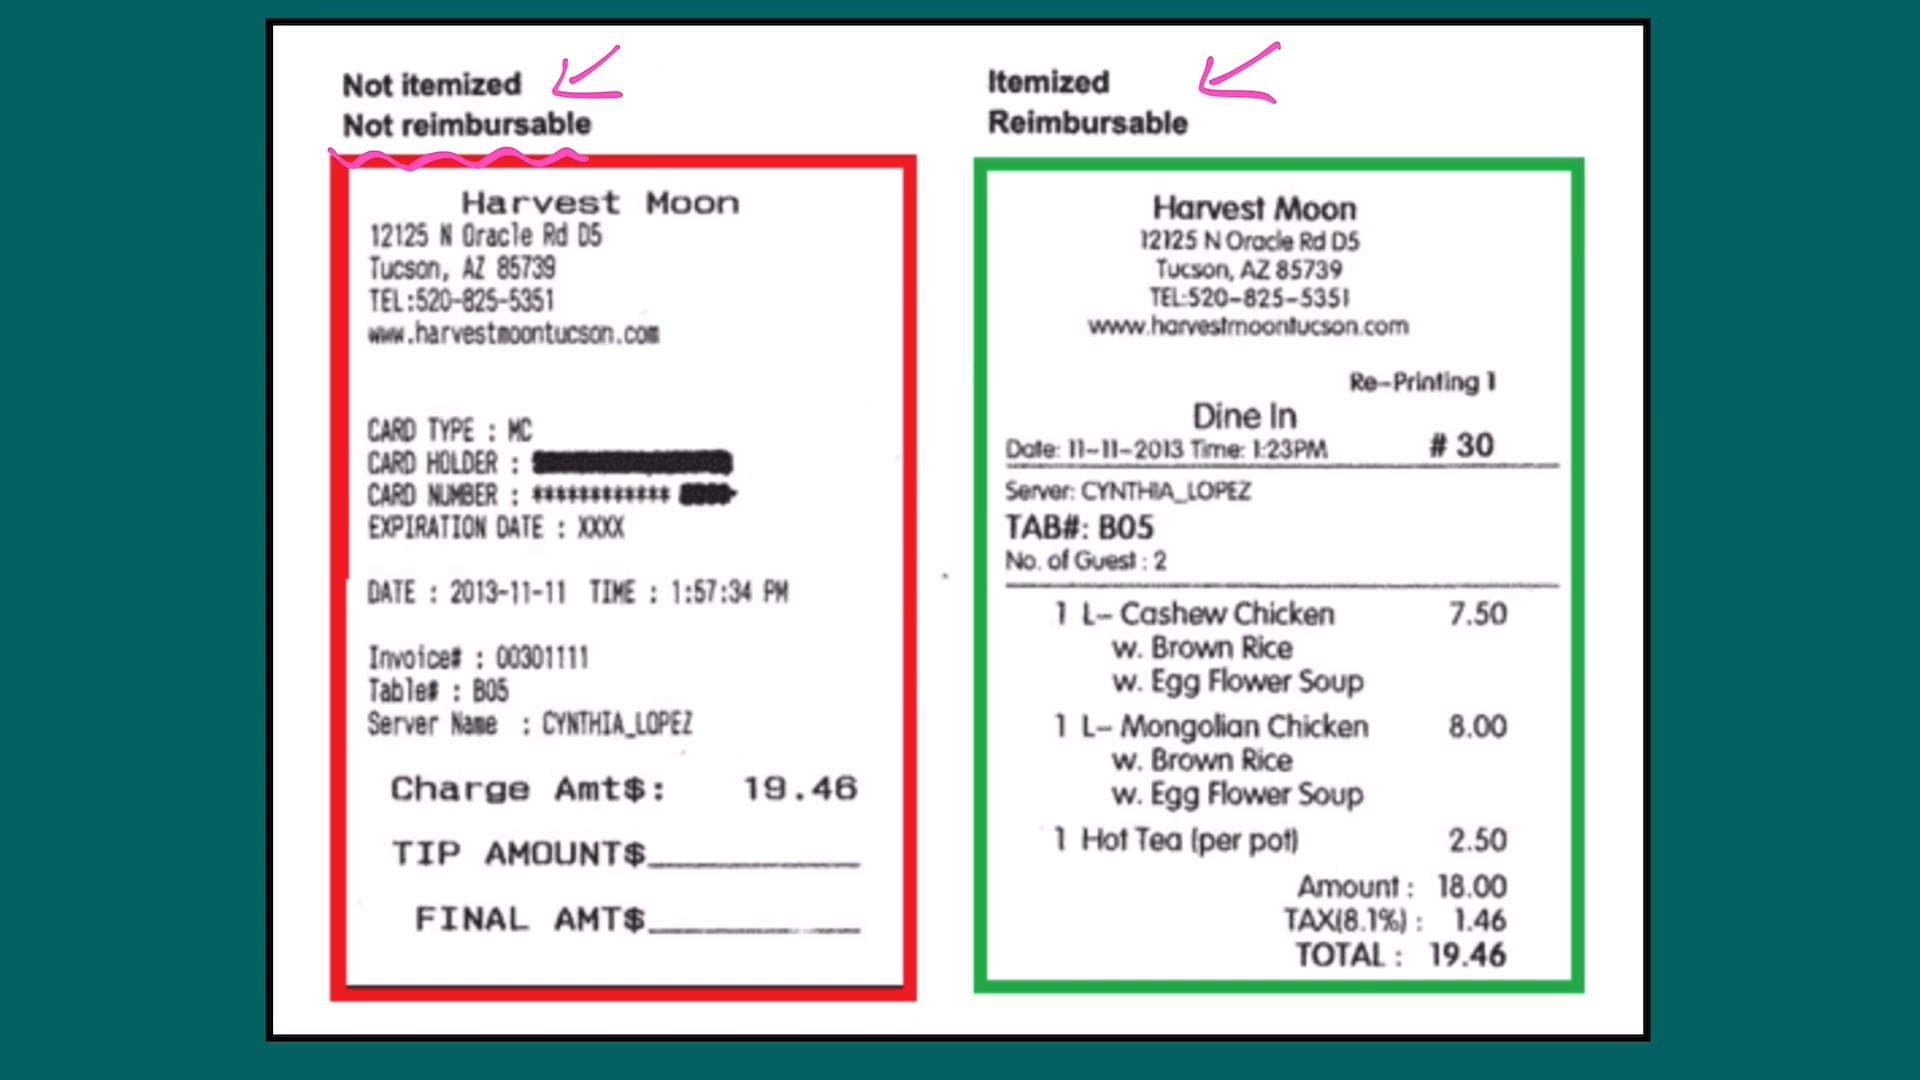 Not itemized
Not reimbursable
Harvest Moon
12125 N Oracle Rd D5
Tucson, AZ 85739
TEL:520-825-5351
www.harvestmoontucson.com
CARD TYPE : MC
CARD HOLDER :
CARD NUMBER : ************
EXPIRATION DATE : XXXX
DATE : 2013-11-11 TIME : 1:57:34 PM
Invoice# : 00301111
Table# : B05
Server Name : CYNTHIA_LOPEZ
Charge Amt$: 19.46
TIP AMOUNT$__________
FINAL AMT$__________
Itemized
Reimbursable
Harvest Moon
12125 N Oracle Rd D5
Tucson, AZ 85739
TEL:520-825-5351
www.harvestmoontucson.com
Re-Printing 1
Dine In
Date: 11-11-2013 Time: 1:23PM # 30
Server: CYNTHIA_LOPEZ
TAB#: B05
No. of Guest : 2
1 L- Cashew Chicken 7.50
w. Brown Rice
w. Egg Flower Soup
1 L- Mongolian Chicken 8.00
w. Brown Rice
w. Egg Flower Soup
1 Hot Tea (per pot) 2.50
Amount : 18.00
TAX(8.1%) : 1.46
TOTAL : 19.46